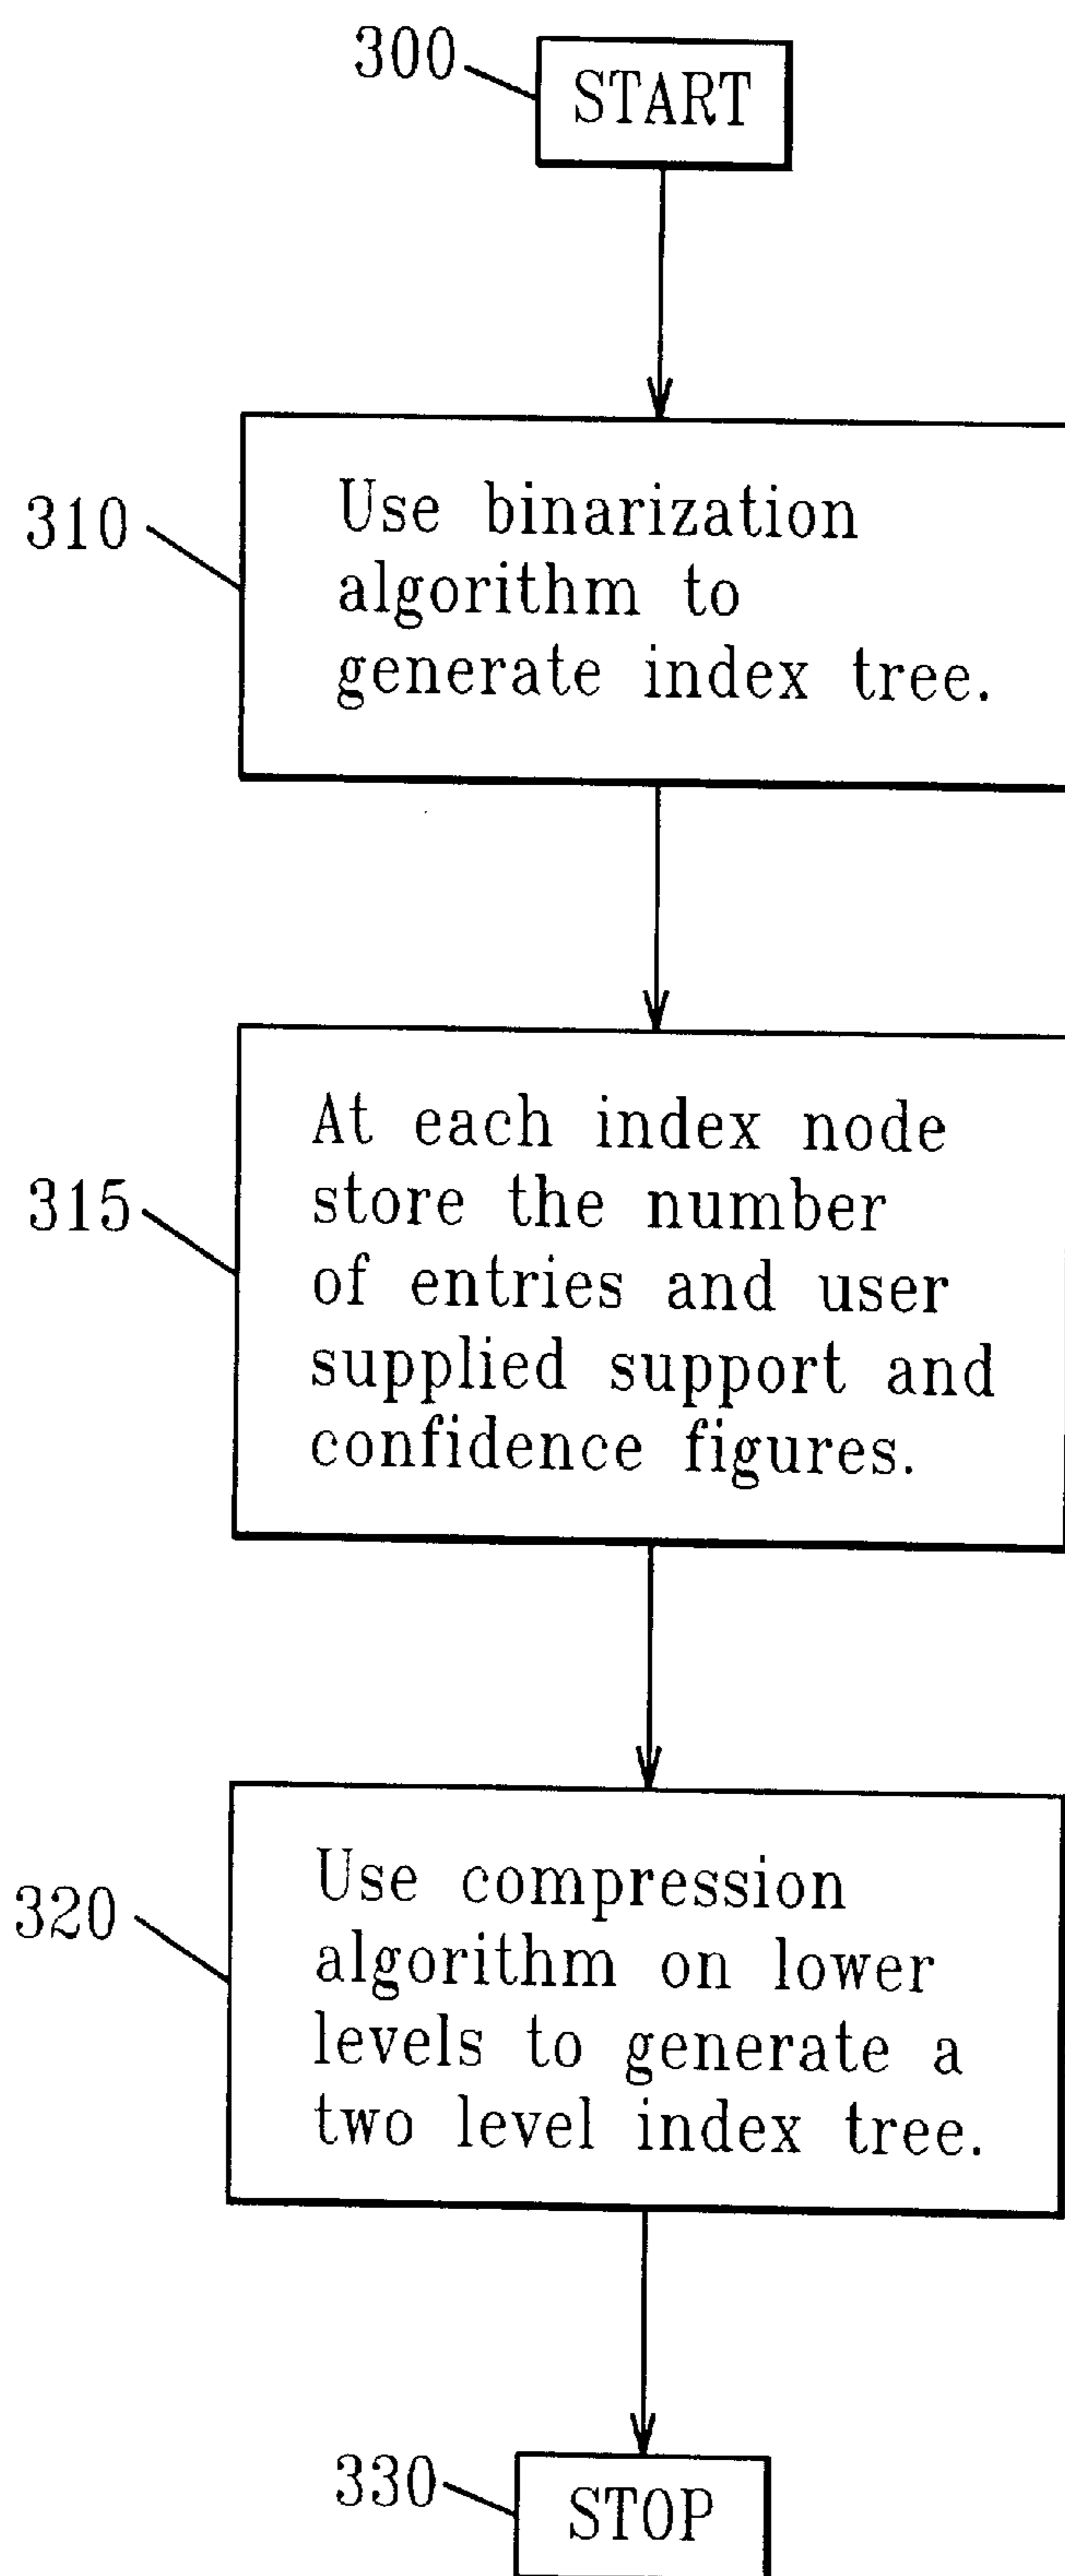 300
START
310
Use binarization
algorithm to
generate index tree.
315
At each index node
store the number
of entries and user
supplied support and
confidence figures.
320
Use compression
algorithm on lower
levels to generate a
two level index tree.
330
STOP